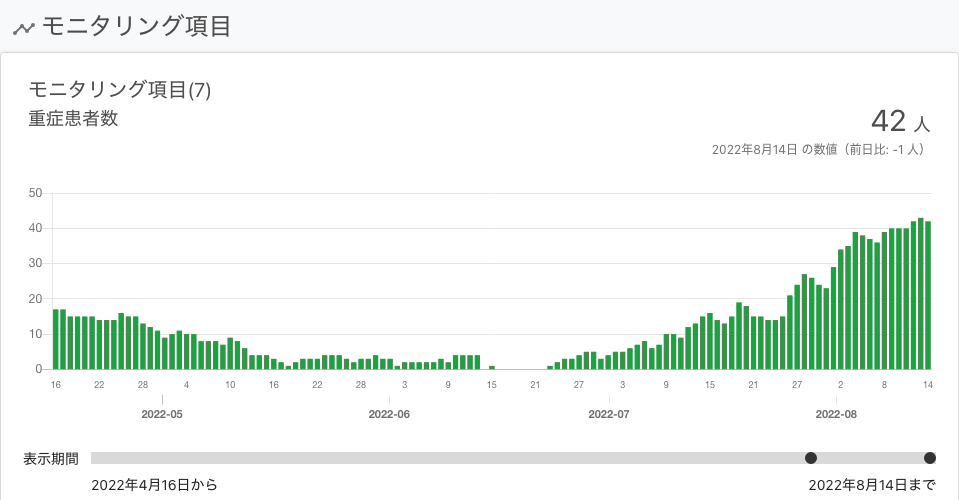 モニタリング項目
モニタリング項目(7)
重症患者数
42 人
2022年8月14日 の数値（前日比: -1 人）
50
40
30
20
10
0
16 22 28 4 10 16 22 28 3 9 15 21 27 3 9 15 21 27 2 8 14
2022-05 2022-06 2022-07 2022-08
表示期間
2022年4月16日から 2022年8月14日まで